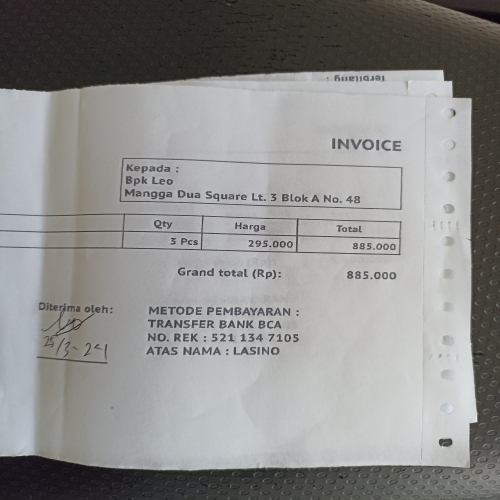 Terbilang :
INVOICE
Kepada :
Bpk Leo
Mangga Dua Square Lt. 3 Blok A No. 48
Qty Harga Total
3 Pcs 295.000 885.000
Grand total (Rp): 885.000
Diterima oleh:
25/3-24
METODE PEMBAYARAN :
TRANSFER BANK BCA
NO. REK : 521 134 7105
ATAS NAMA : LASINO